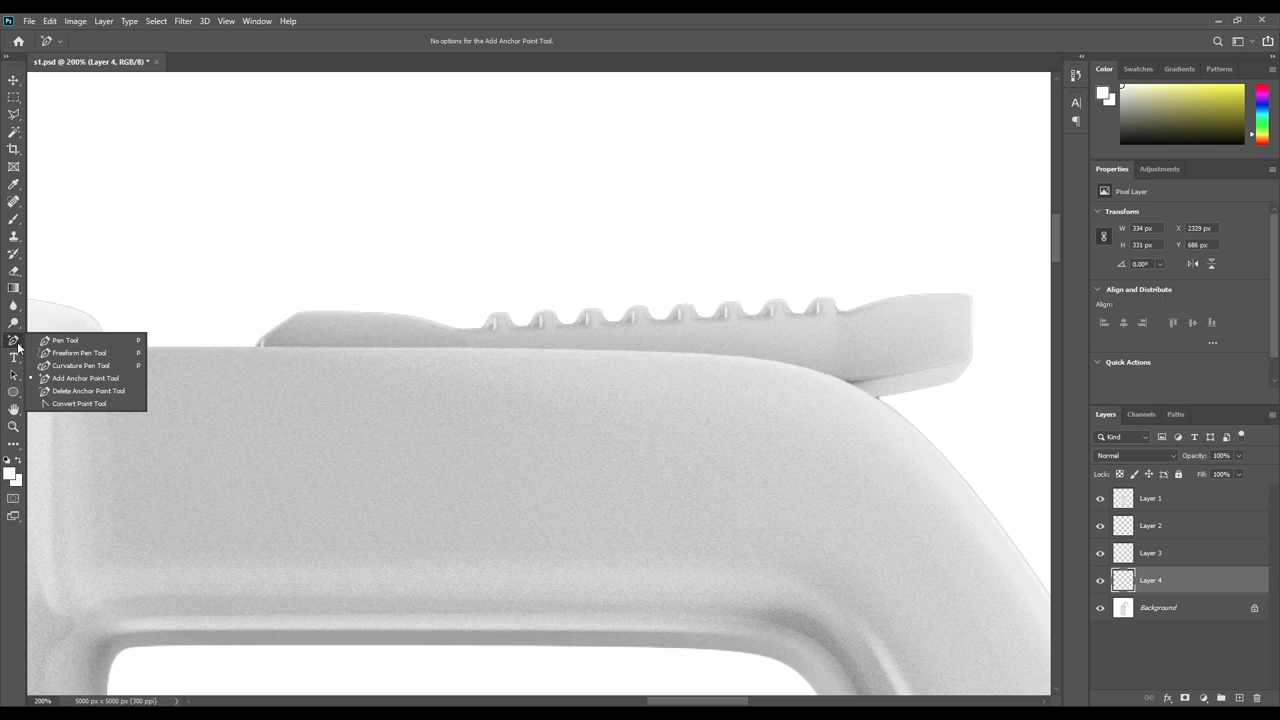 Ps File Edit Image Layer Type Select Filter 3D View Window Help
No options for the Add Anchor Point Tool.
s1.psd @ 200% (Layer 4, RGB/8) * ×
Color Swatches Gradients Patterns
Properties Adjustments
Pixel Layer
Transform
W 334 px X 2329 px
H 331 px Y 686 px
0.00°
Align and Distribute
Align:
Quick Actions
Pen Tool P
Freeform Pen Tool P
Curvature Pen Tool P
Add Anchor Point Tool
Delete Anchor Point Tool
Convert Point Tool
Layers Channels Paths
Kind
Normal Opacity: 100%
Lock: Fill: 100%
Layer 1
Layer 2
Layer 3
Layer 4
Background
200% 5000 px x 5000 px (300 ppi)